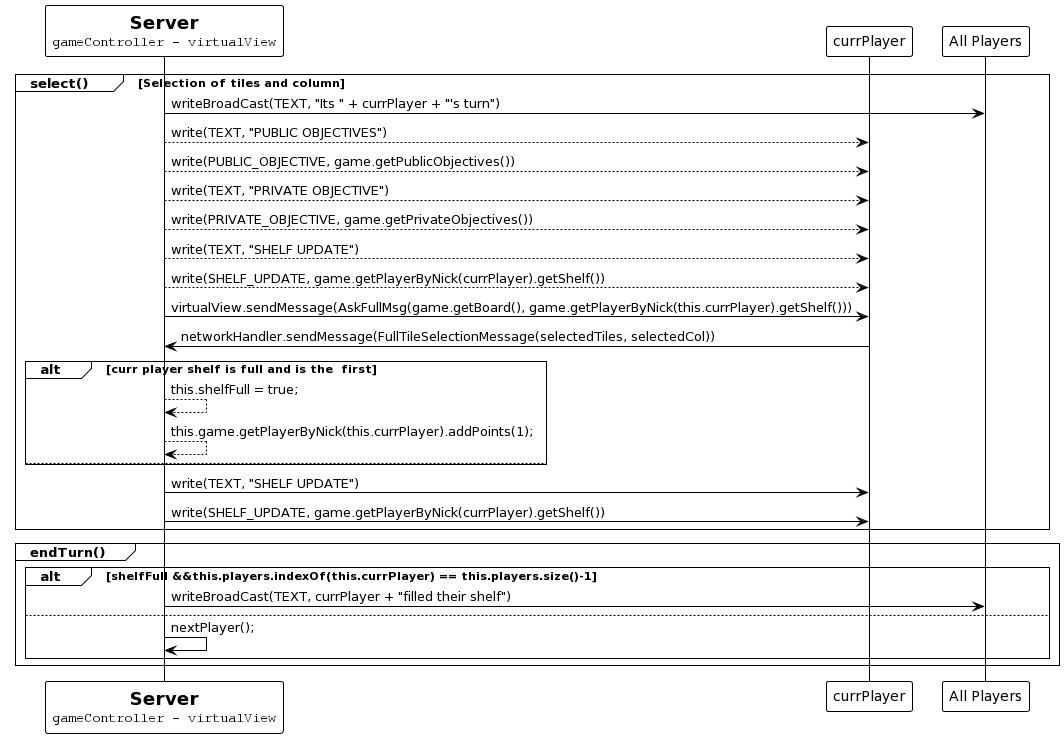 Server
gameController - virtualView
currPlayer
All Players
select()
[Selection of tiles and column]
writeBroadCast(TEXT, "Its " + currPlayer + "'s turn")
write(TEXT, "PUBLIC OBJECTIVES")
write(PUBLIC_OBJECTIVE, game.getPublicObjectives())
write(TEXT, "PRIVATE OBJECTIVE")
write(PRIVATE_OBJECTIVE, game.getPrivateObjectives())
write(TEXT, "SHELF UPDATE")
write(SHELF_UPDATE, game.getPlayerByNick(currPlayer).getShelf())
virtualView.sendMessage(AskFullMsg(game.getBoard(), game.getPlayerByNick(this.currPlayer).getShelf()))
networkHandler.sendMessage(FullTileSelectionMessage(selectedTiles, selectedCol))
alt
[curr player shelf is full and is the  first]
this.shelfFull = true;
this.game.getPlayerByNick(this.currPlayer).addPoints(1);
write(TEXT, "SHELF UPDATE")
write(SHELF_UPDATE, game.getPlayerByNick(currPlayer).getShelf())
endTurn()
alt
[shelfFull &&this.players.indexOf(this.currPlayer) == this.players.size()-1]
writeBroadCast(TEXT, currPlayer + "filled their shelf")
nextPlayer();
Server
gameController - virtualView
currPlayer
All Players